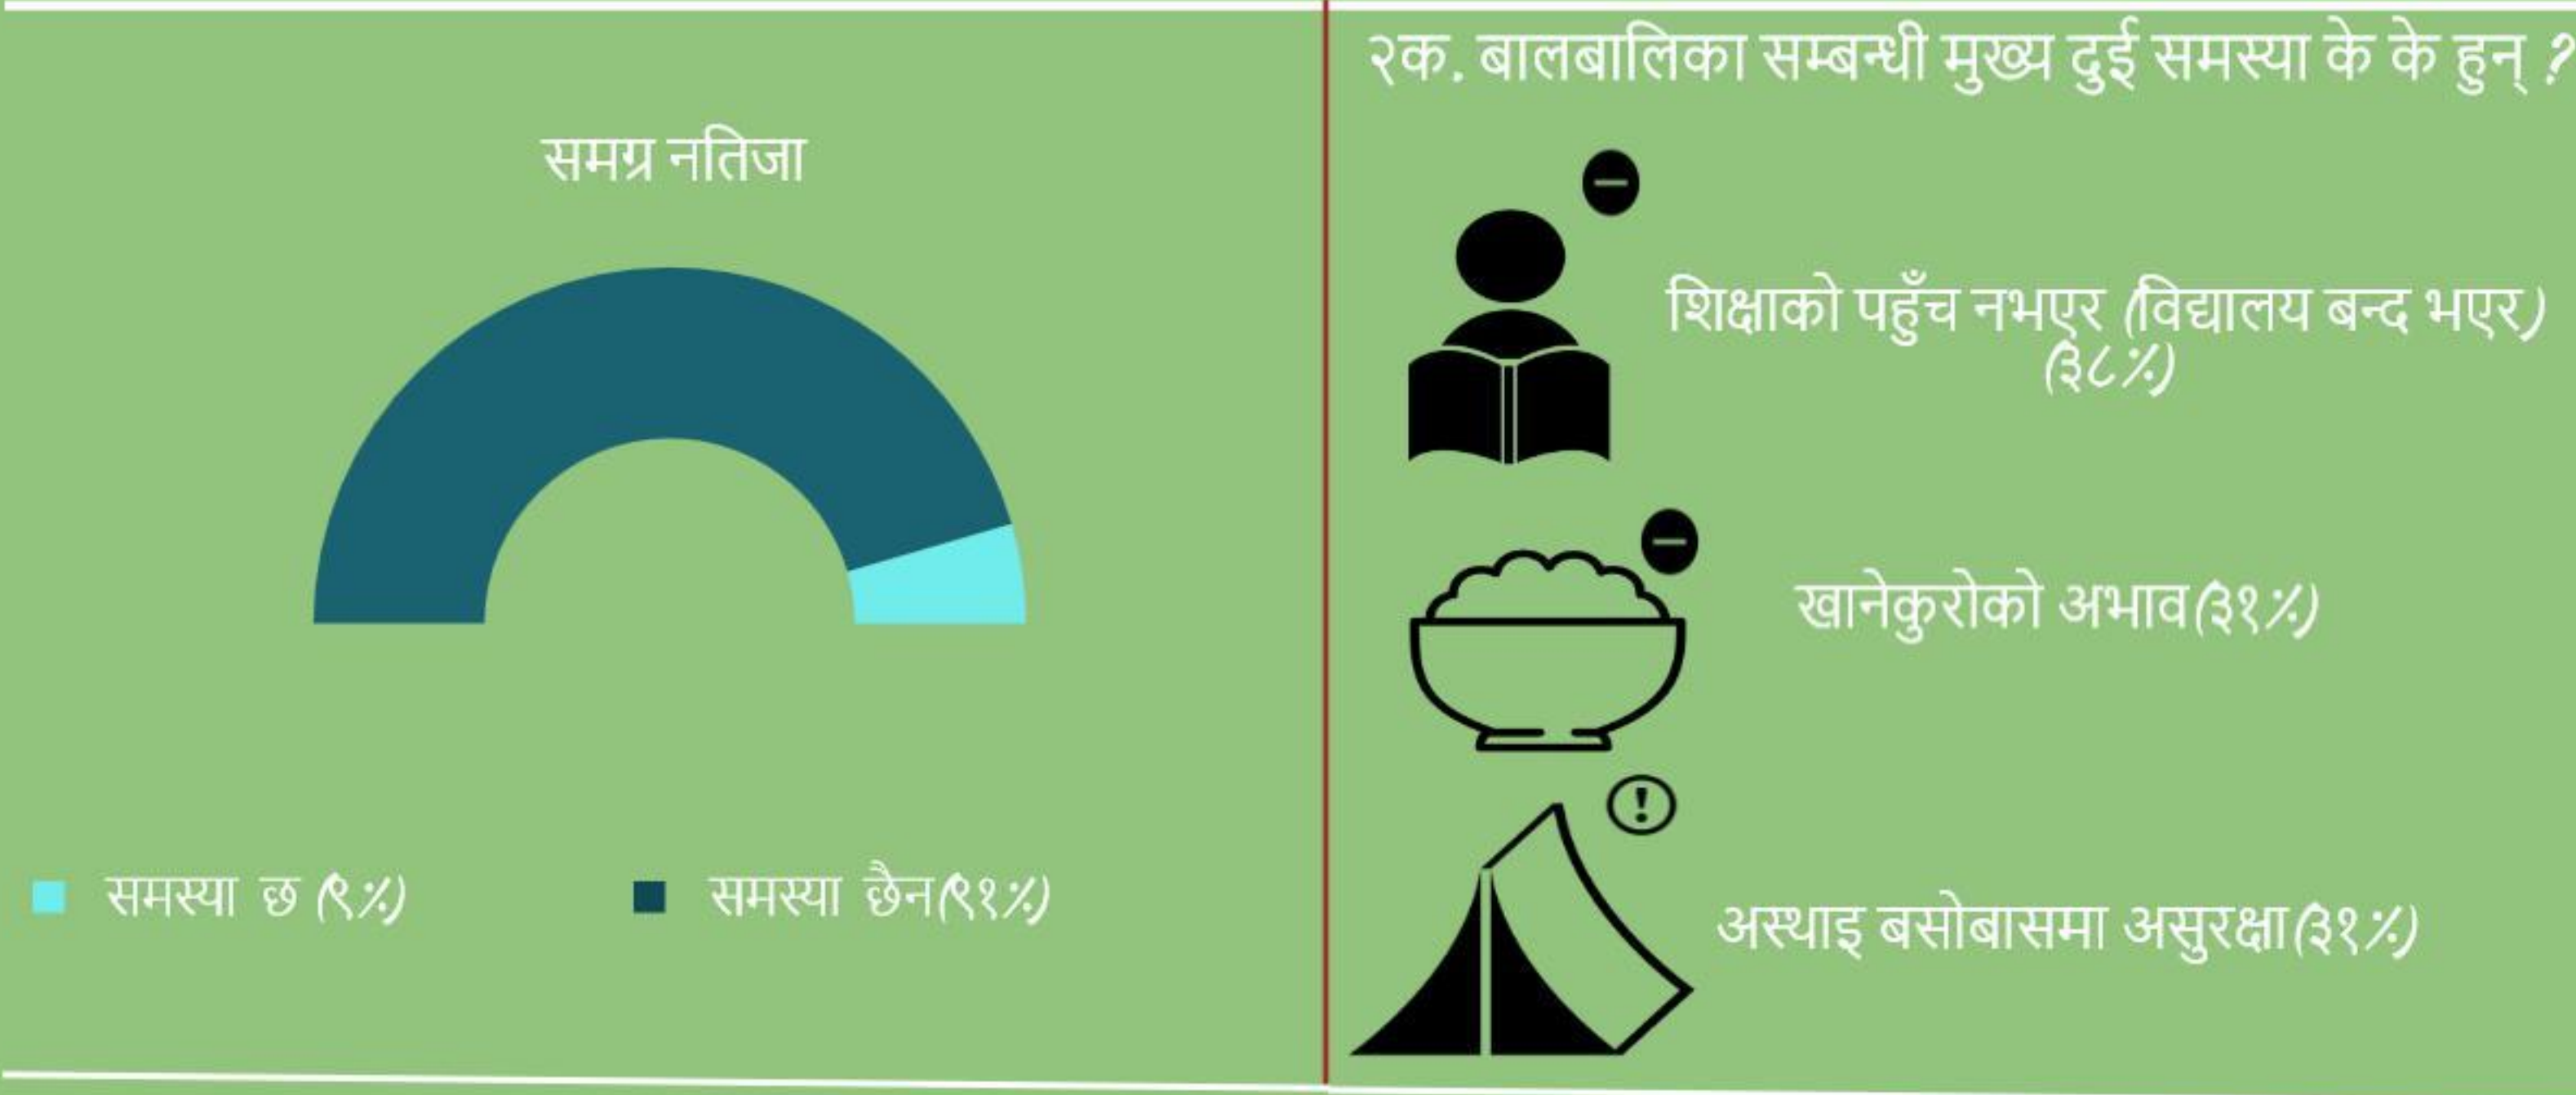 समग्र नतिजा
समस्या छ (९%)
समस्या छैन(९१%)
२क. बालबालिका सम्बन्धी मुख्य दुई समस्या के के हुन् ?
शिक्षाको पहुँच नभएर (विद्यालय बन्द भएर)
(३८%)
खानेकुरोको अभाव(३१%)
अस्थाइ बसोबासमा असुरक्षा(३१%)